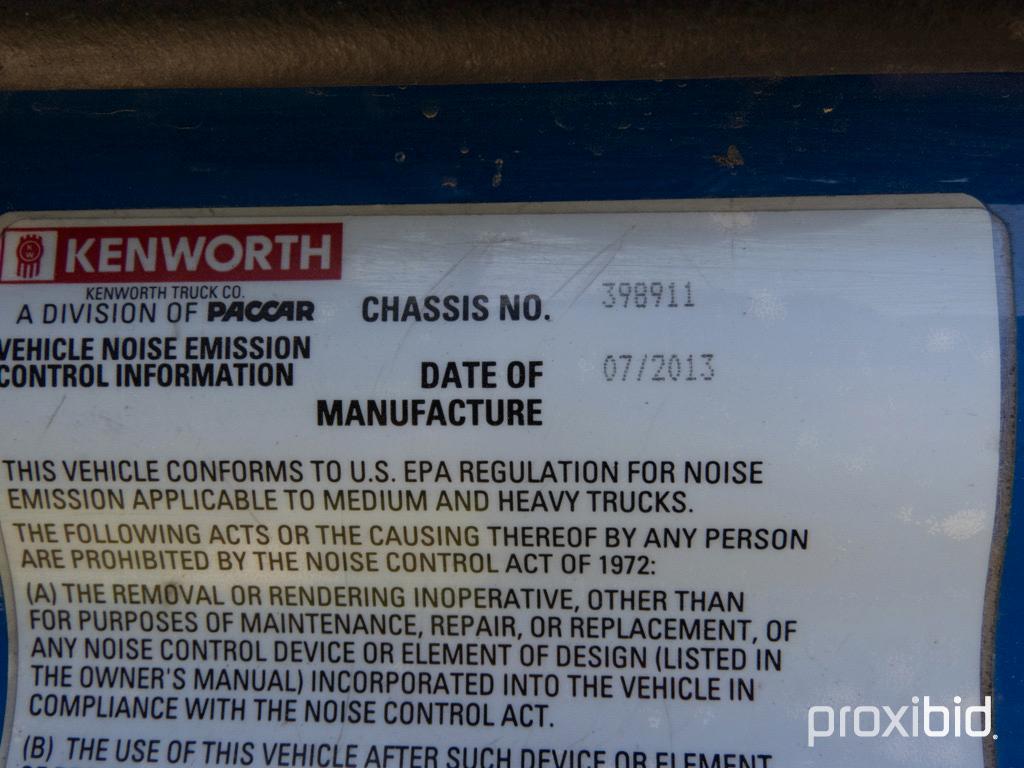 KENWORTH
KENWORTH TRUCK CO.
A DIVISION OF PACCAR
CHASSIS NO. 398911
VEHICLE NOISE EMISSION
CONTROL INFORMATION
DATE OF 07/2013
MANUFACTURE
THIS VEHICLE CONFORMS TO U.S. EPA REGULATION FOR NOISE
EMISSION APPLICABLE TO MEDIUM AND HEAVY TRUCKS.
THE FOLLOWING ACTS OR THE CAUSING THEREOF BY ANY PERSON
ARE PROHIBITED BY THE NOISE CONTROL ACT OF 1972:
(A) THE REMOVAL OR RENDERING INOPERATIVE, OTHER THAN
FOR PURPOSES OF MAINTENANCE, REPAIR, OR REPLACEMENT, OF
ANY NOISE CONTROL DEVICE OR ELEMENT OF DESIGN (LISTED IN
THE OWNER'S MANUAL) INCORPORATED INTO THE VEHICLE IN
COMPLIANCE WITH THE NOISE CONTROL ACT.
(B) THE USE OF THIS VEHICLE AFTER SUCH DEVICE OR ELEMENT
proxibid.